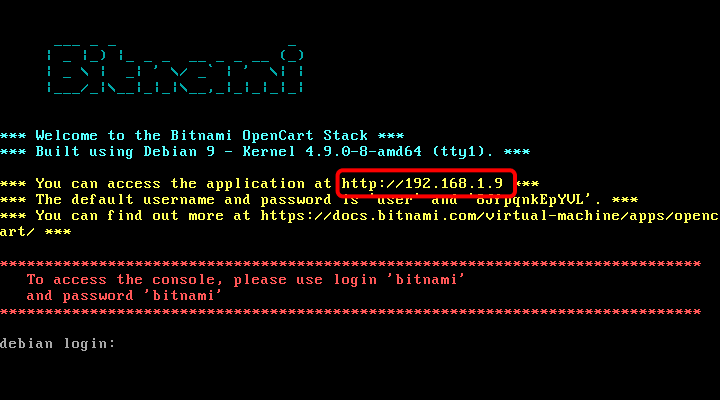 Bitnami
*** Welcome to the Bitnami OpenCart Stack ***
*** Built using Debian 9 - Kernel 4.9.0-8-amd64 (tty1). ***
*** You can access the application at http://192.168.1.9 ***
*** The default username and password is 'user' and '
*** You can find out more at https://docs.bitnami.com/virtual-machine/apps/openc
art/ ***
******************************************************************************
To access the console, please use login 'bitnami'
and password 'bitnami'
******************************************************************************
debian login: